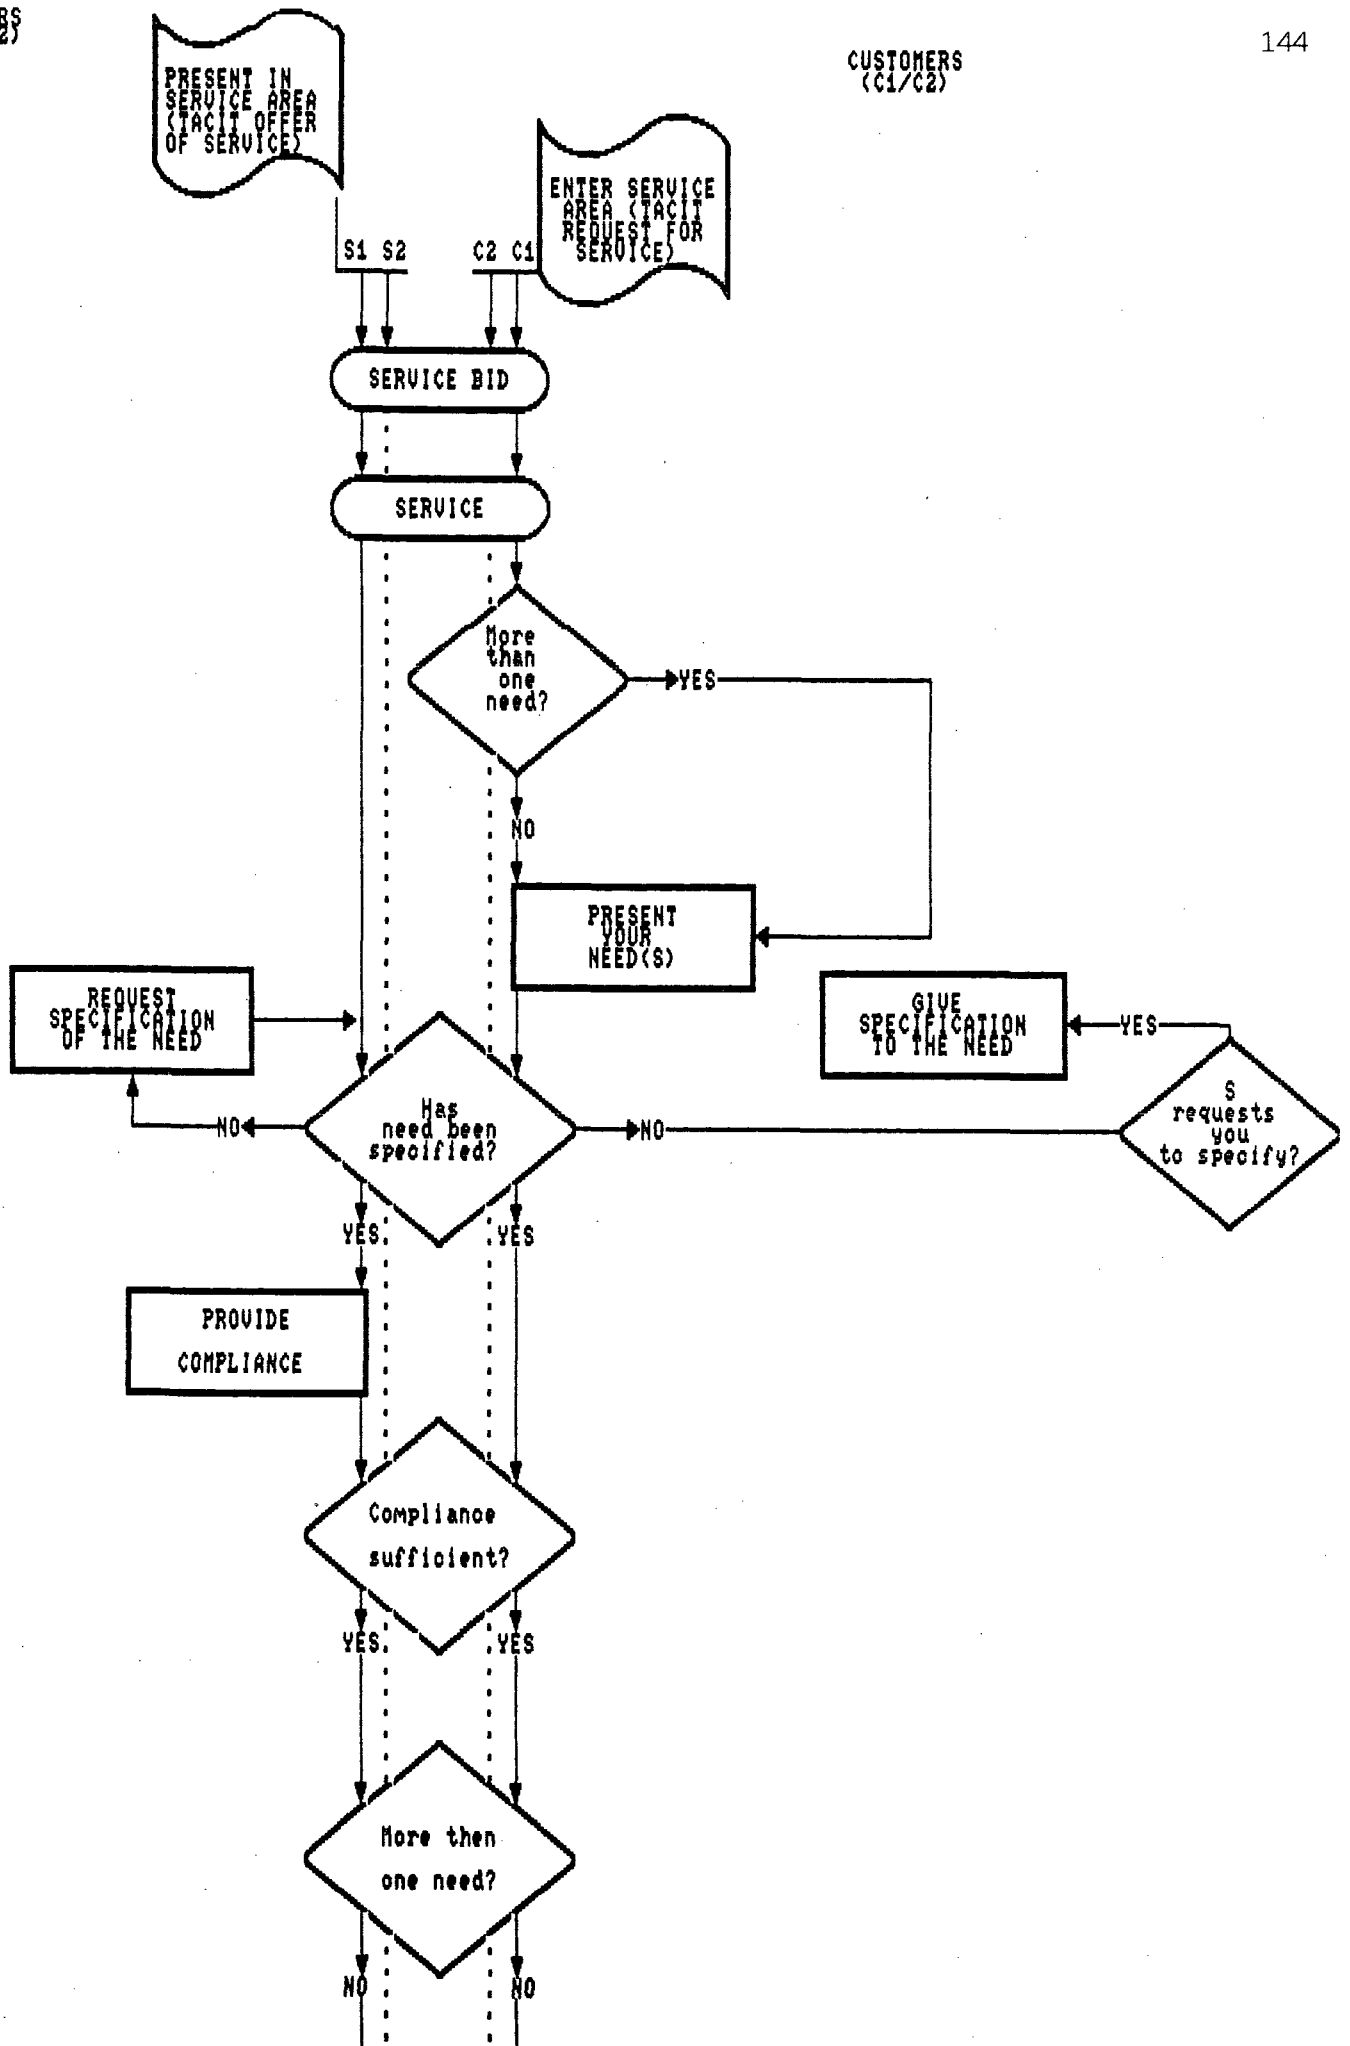 RS
2)
144
CUSTOMERS
(C1/C2)
PRESENT IN
SERVICE AREA
(TACIT OFFER
OF SERVICE)
ENTER SERVICE
AREA (TACIT
REQUEST FOR
SERVICE)
S1 S2
C2 C1
SERVICE BID
SERVICE
More
than
one
need?
YES
NO
PRESENT
YOUR
NEED(S)
REQUEST
SPECIFICATION
OF THE NEED
GIVE
SPECIFICATION
TO THE NEED
YES
S
requests
you
to specify?
Has
need been
specified?
NO
NO
YES
YES
PROVIDE
COMPLIANCE
Compliance
sufficient?
YES
YES
More then
one need?
NO
NO